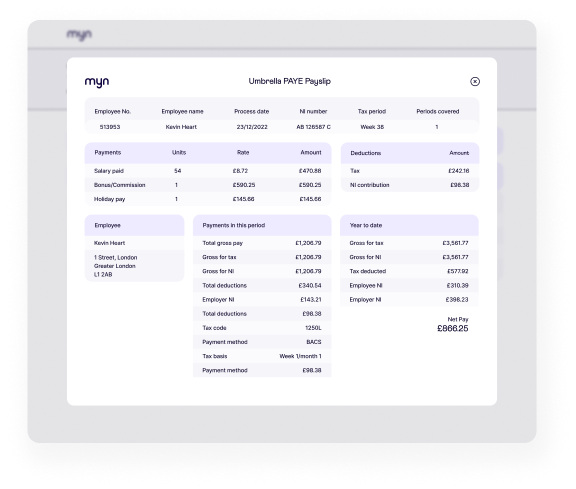 myn
myn
Umbrella PAYE Payslip
Employee No. Employee name Process date NI number Tax period Periods covered
513953 Kevin Heart 23/12/2022 AB 126587 C Week 38 1
Payments Units Rate Amount
Salary paid 54 £8.72 £470.88
Bonus/Commission 1 £590.25 £590.25
Holiday pay 1 £145.66 £145.66
Deductions Amount
Tax £242.16
NI contribution £98.38
Employee
Kevin Heart
1 Street, London
Greater London
L1 2AB
Payments in this period
Total gross pay £1,206.79
Gross for tax £1,206.79
Gross for NI £1,206.79
Total deductions £340.54
Employer NI £143.21
Total deductions £98.38
Tax code 1250L
Payment method BACS
Tax basis Week 1/month 1
Payment method £98.38
Year to date
Gross for tax £3,561.77
Gross for NI £3,561.77
Tax deducted £577.92
Employee NI £310.39
Employer NI £398.23
Net Pay
£866.25